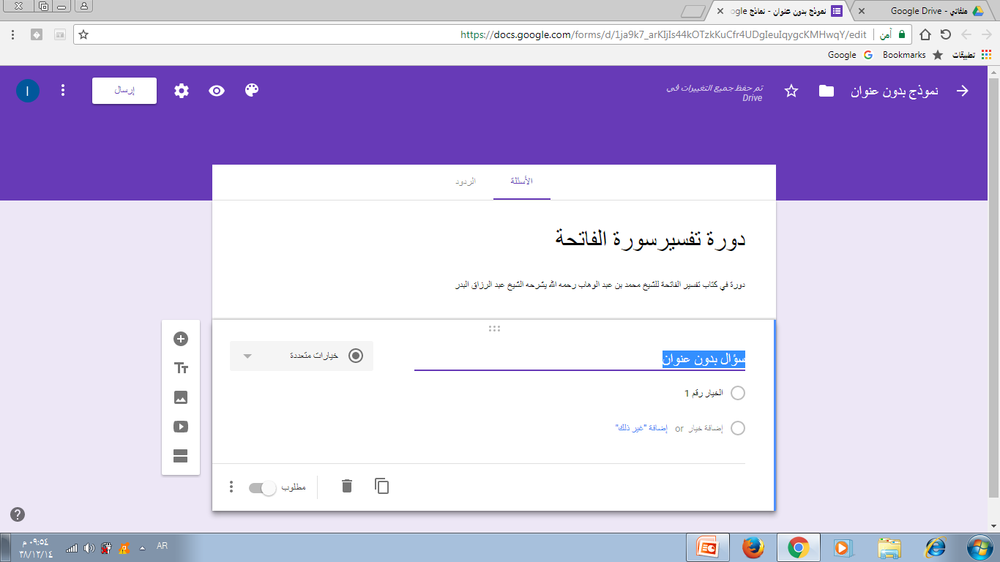 ملفاتي - Google Drive
نموذج بدون عنوان - نماذج ogle
https://docs.google.com/forms/d/1ja9k7_arKIjIs44kOTzkKuCfr4UDgIeuIqygcKMHwqY/edit
آمن
تطبيقات
Bookmarks
Google
نموذج بدون عنوان
تم حفظ جميع التغييرات في
Drive
إرسال
ا
الأسئلة
الردود
دورة تفسيرسورة الفاتحة
دورة في كتاب تفسير الفاتحة للشيخ محمد بن عبد الوهاب رحمه الله يشرحه الشيخ عبد الرزاق البدر
سؤال بدون عنوان
خيارات متعددة
الخيار رقم 1
إضافة خيار or إضافة "غير ذلك"
مطلوب
AR
٠٩:٥٤ م
٣٨/١٢/١٤